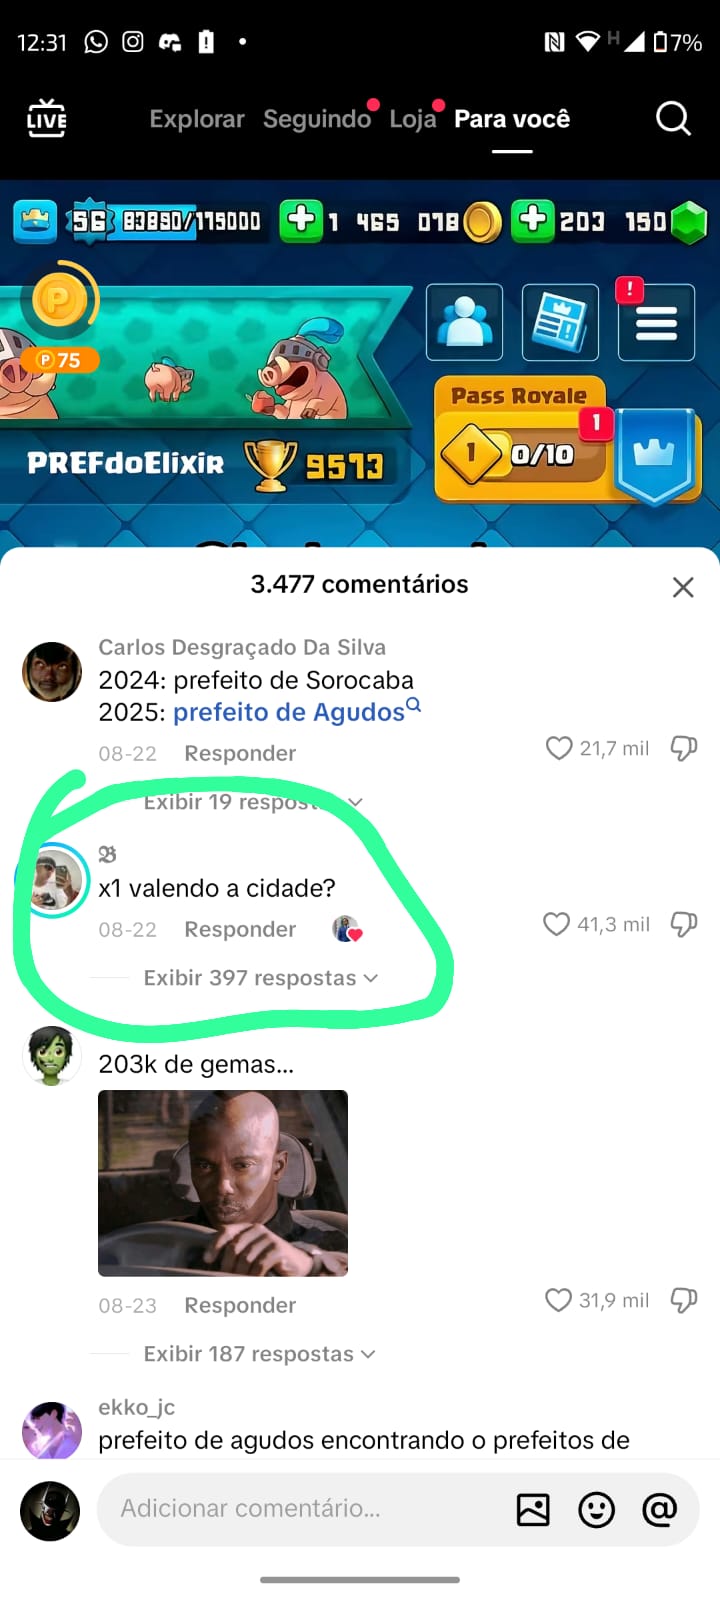 12:31
H
7%
LIVE
Explorar Seguindo Loja Para você
56 83890/115000 1 465 018 203 150
P
P 75
!
Pass Royale
1
1 0/10
PREFdoElixir 9513
3.477 comentários
Carlos Desgraçado Da Silva
2024: prefeito de Sorocaba
2025: prefeito de Agudos
08-22 Responder 21,7 mil
Exibir 19 respost
𝕭
x1 valendo a cidade?
08-22 Responder 41,3 mil
Exibir 397 respostas
203k de gemas...
08-23 Responder 31,9 mil
Exibir 187 respostas
ekko_jc
prefeito de agudos encontrando o prefeitos de
Adicionar comentário...